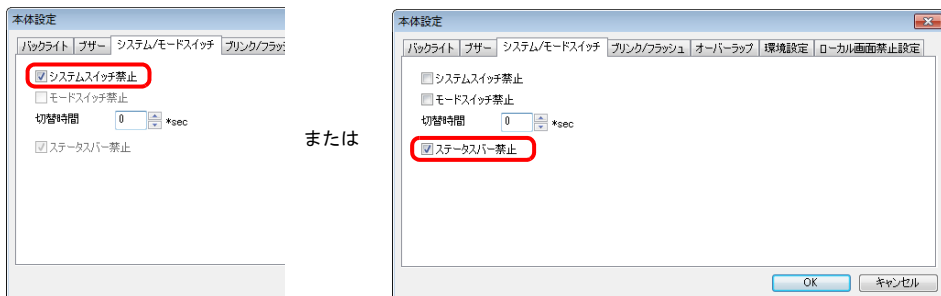 本体設定
バックライト ブザー システム/モードスイッチ ブリンク/フラッ
システムスイッチ禁止
モードスイッチ禁止
切替時間 0 *sec
ステータスバー禁止
または
本体設定
バックライト ブザー システム/モードスイッチ ブリンク/フラッシュ オーバーラップ 環境設定 ローカル画面禁止設定
システムスイッチ禁止
モードスイッチ禁止
切替時間 0 *sec
ステータスバー禁止
OK キャンセル